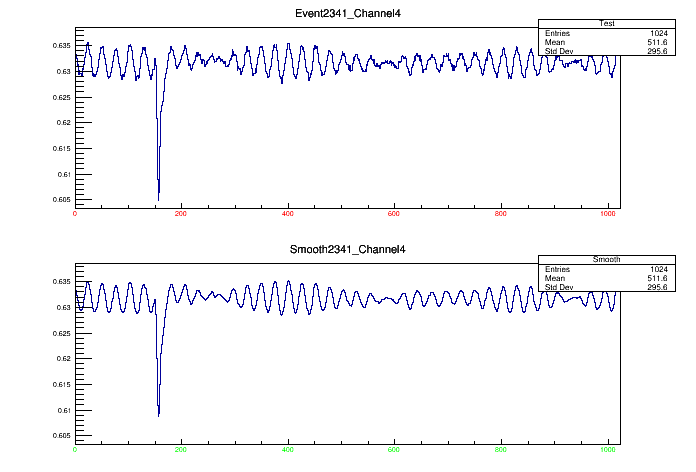 Event2341_Channel4
Test
Entries 1024
Mean 511.6
Std Dev 295.6
0.635
0.63
0.625
0.62
0.615
0.61
0.605
0 200 400 600 800 1000
Smooth2341_Channel4
Smooth
Entries 1024
Mean 511.6
Std Dev 295.6
0.635
0.63
0.625
0.62
0.615
0.61
0.605
0 200 400 600 800 1000